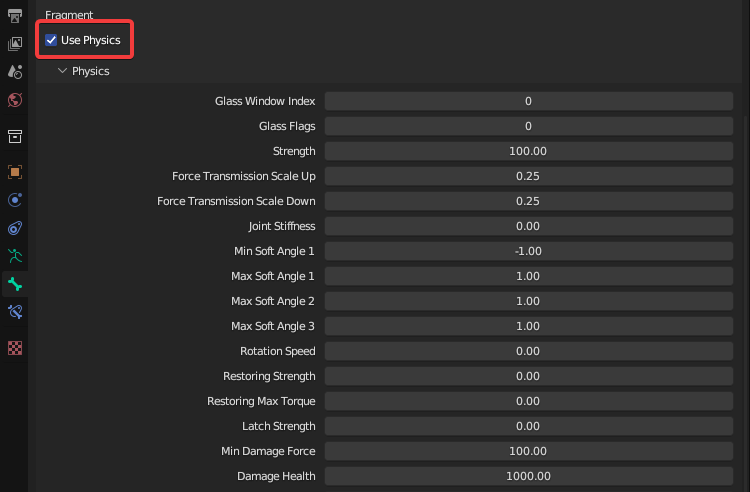 Fragment
Use Physics
Physics
Glass Window Index 0
Glass Flags 0
Strength 100.00
Force Transmission Scale Up 0.25
Force Transmission Scale Down 0.25
Joint Stiffness 0.00
Min Soft Angle 1 -1.00
Max Soft Angle 1 1.00
Max Soft Angle 2 1.00
Max Soft Angle 3 1.00
Rotation Speed 0.00
Restoring Strength 0.00
Restoring Max Torque 0.00
Latch Strength 0.00
Min Damage Force 100.00
Damage Health 1000.00